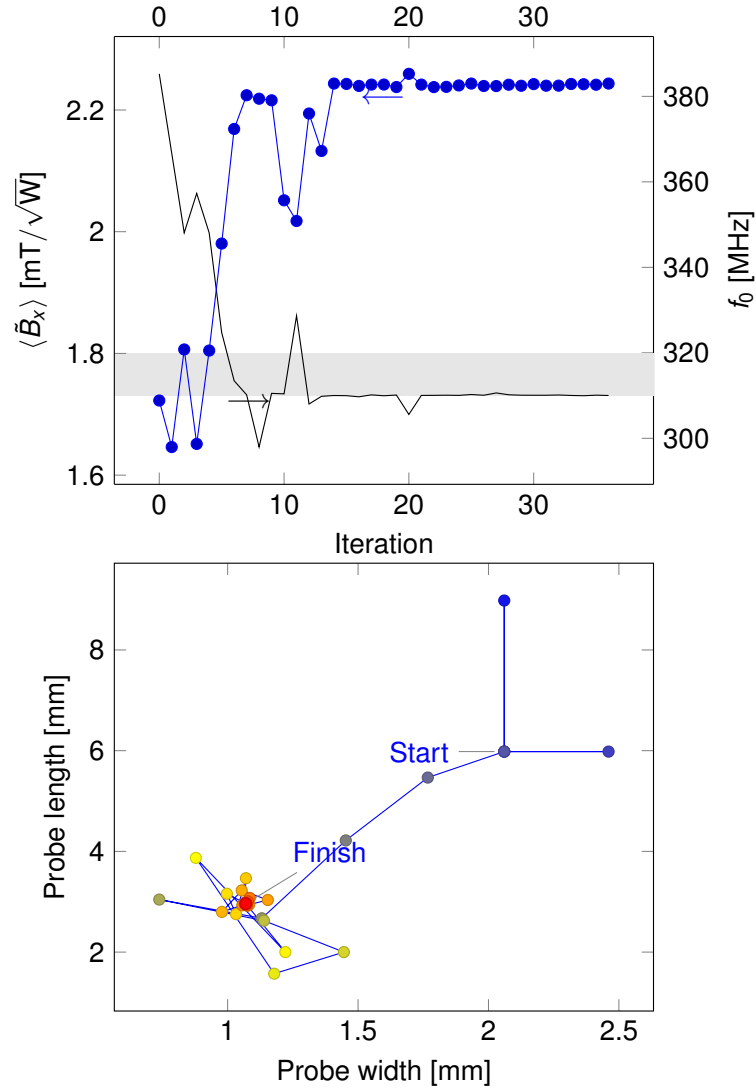 0 10 20 30
2.2
2
1.8
1.6
⟨B̃ₓ⟩ [mT/√W]
380
360
340
320
300
f₀ [MHz]
0 10 20 30
Iteration
8
6
4
2
Probe length [mm]
Start
Finish
1 1.5 2 2.5
Probe width [mm]